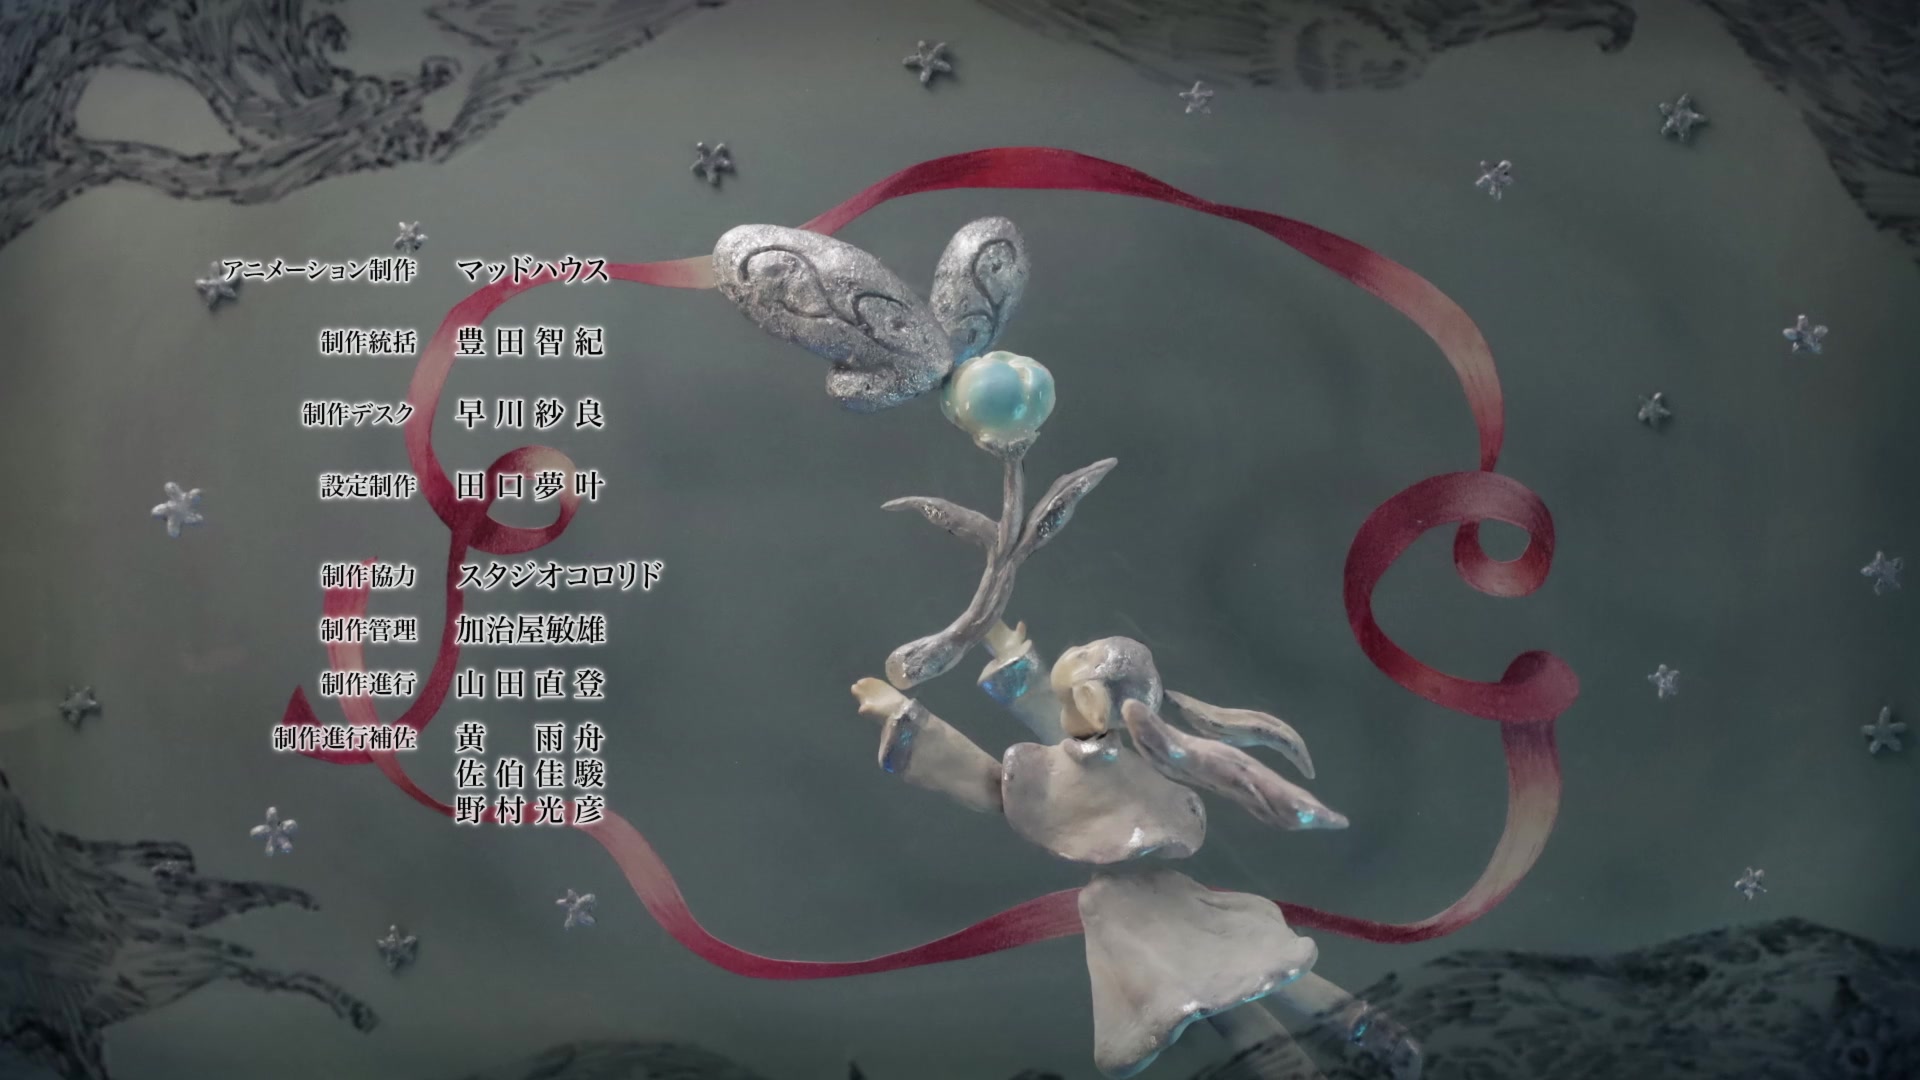 アニメーション制作 マッドハウス
制作統括 豊田智紀
制作デスク 早川紗良
設定制作 田口夢叶
制作協力 スタジオコロリド
制作管理 加治屋敏雄
制作進行 山田直登
制作進行補佐 黄 雨舟
佐伯佳駿
野村光彦